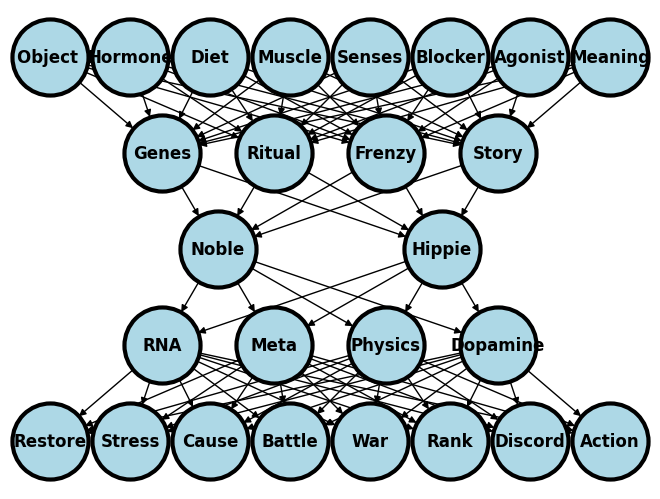 Object Hormone Diet Muscle Senses Blocker Agonist Meaning
Genes Ritual Frenzy Story
Noble Hippie
RNA Meta Physics Dopamine
Restore Stress Cause Battle War Rank Discord Action